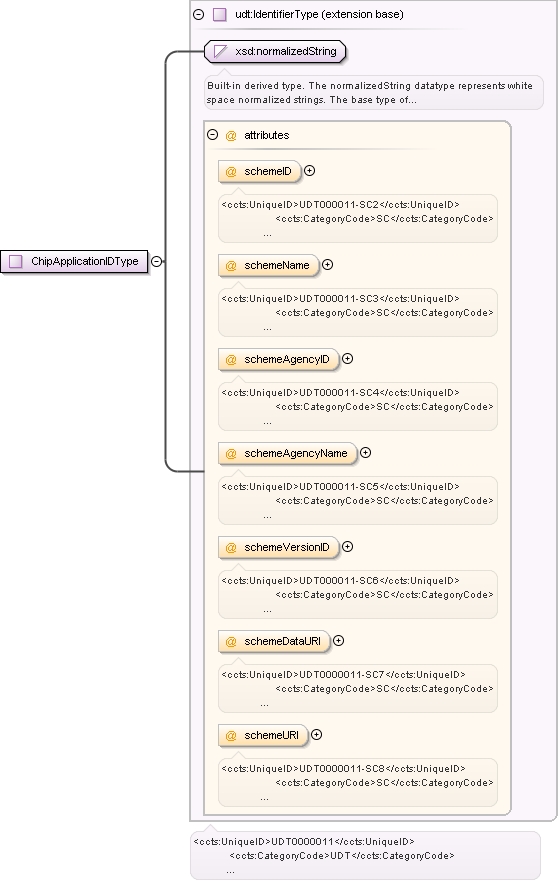 udt:IdentifierType (extension base)
xsd:normalizedString
Built-in derived type. The normalizedString datatype represents white
space normalized strings. The base type of...
@ attributes
@ schemeID
<ccts:UniqueID>UDT000011-SC2</ccts:UniqueID>
<ccts:CategoryCode>SC</ccts:CategoryCode>
...
ChipApplicationIDType
@ schemeName
<ccts:UniqueID>UDT000011-SC3</ccts:UniqueID>
<ccts:CategoryCode>SC</ccts:CategoryCode>
...
@ schemeAgencyID
<ccts:UniqueID>UDT000011-SC4</ccts:UniqueID>
<ccts:CategoryCode>SC</ccts:CategoryCode>
...
@ schemeAgencyName
<ccts:UniqueID>UDT000011-SC5</ccts:UniqueID>
<ccts:CategoryCode>SC</ccts:CategoryCode>
...
@ schemeVersionID
<ccts:UniqueID>UDT000011-SC6</ccts:UniqueID>
<ccts:CategoryCode>SC</ccts:CategoryCode>
...
@ schemeDataURI
<ccts:UniqueID>UDT0000011-SC7</ccts:UniqueID>
<ccts:CategoryCode>SC</ccts:CategoryCode>
...
@ schemeURI
<ccts:UniqueID>UDT0000011-SC8</ccts:UniqueID>
<ccts:CategoryCode>SC</ccts:CategoryCode>
...
<ccts:UniqueID>UDT0000011</ccts:UniqueID>
<ccts:CategoryCode>UDT</ccts:CategoryCode>
...